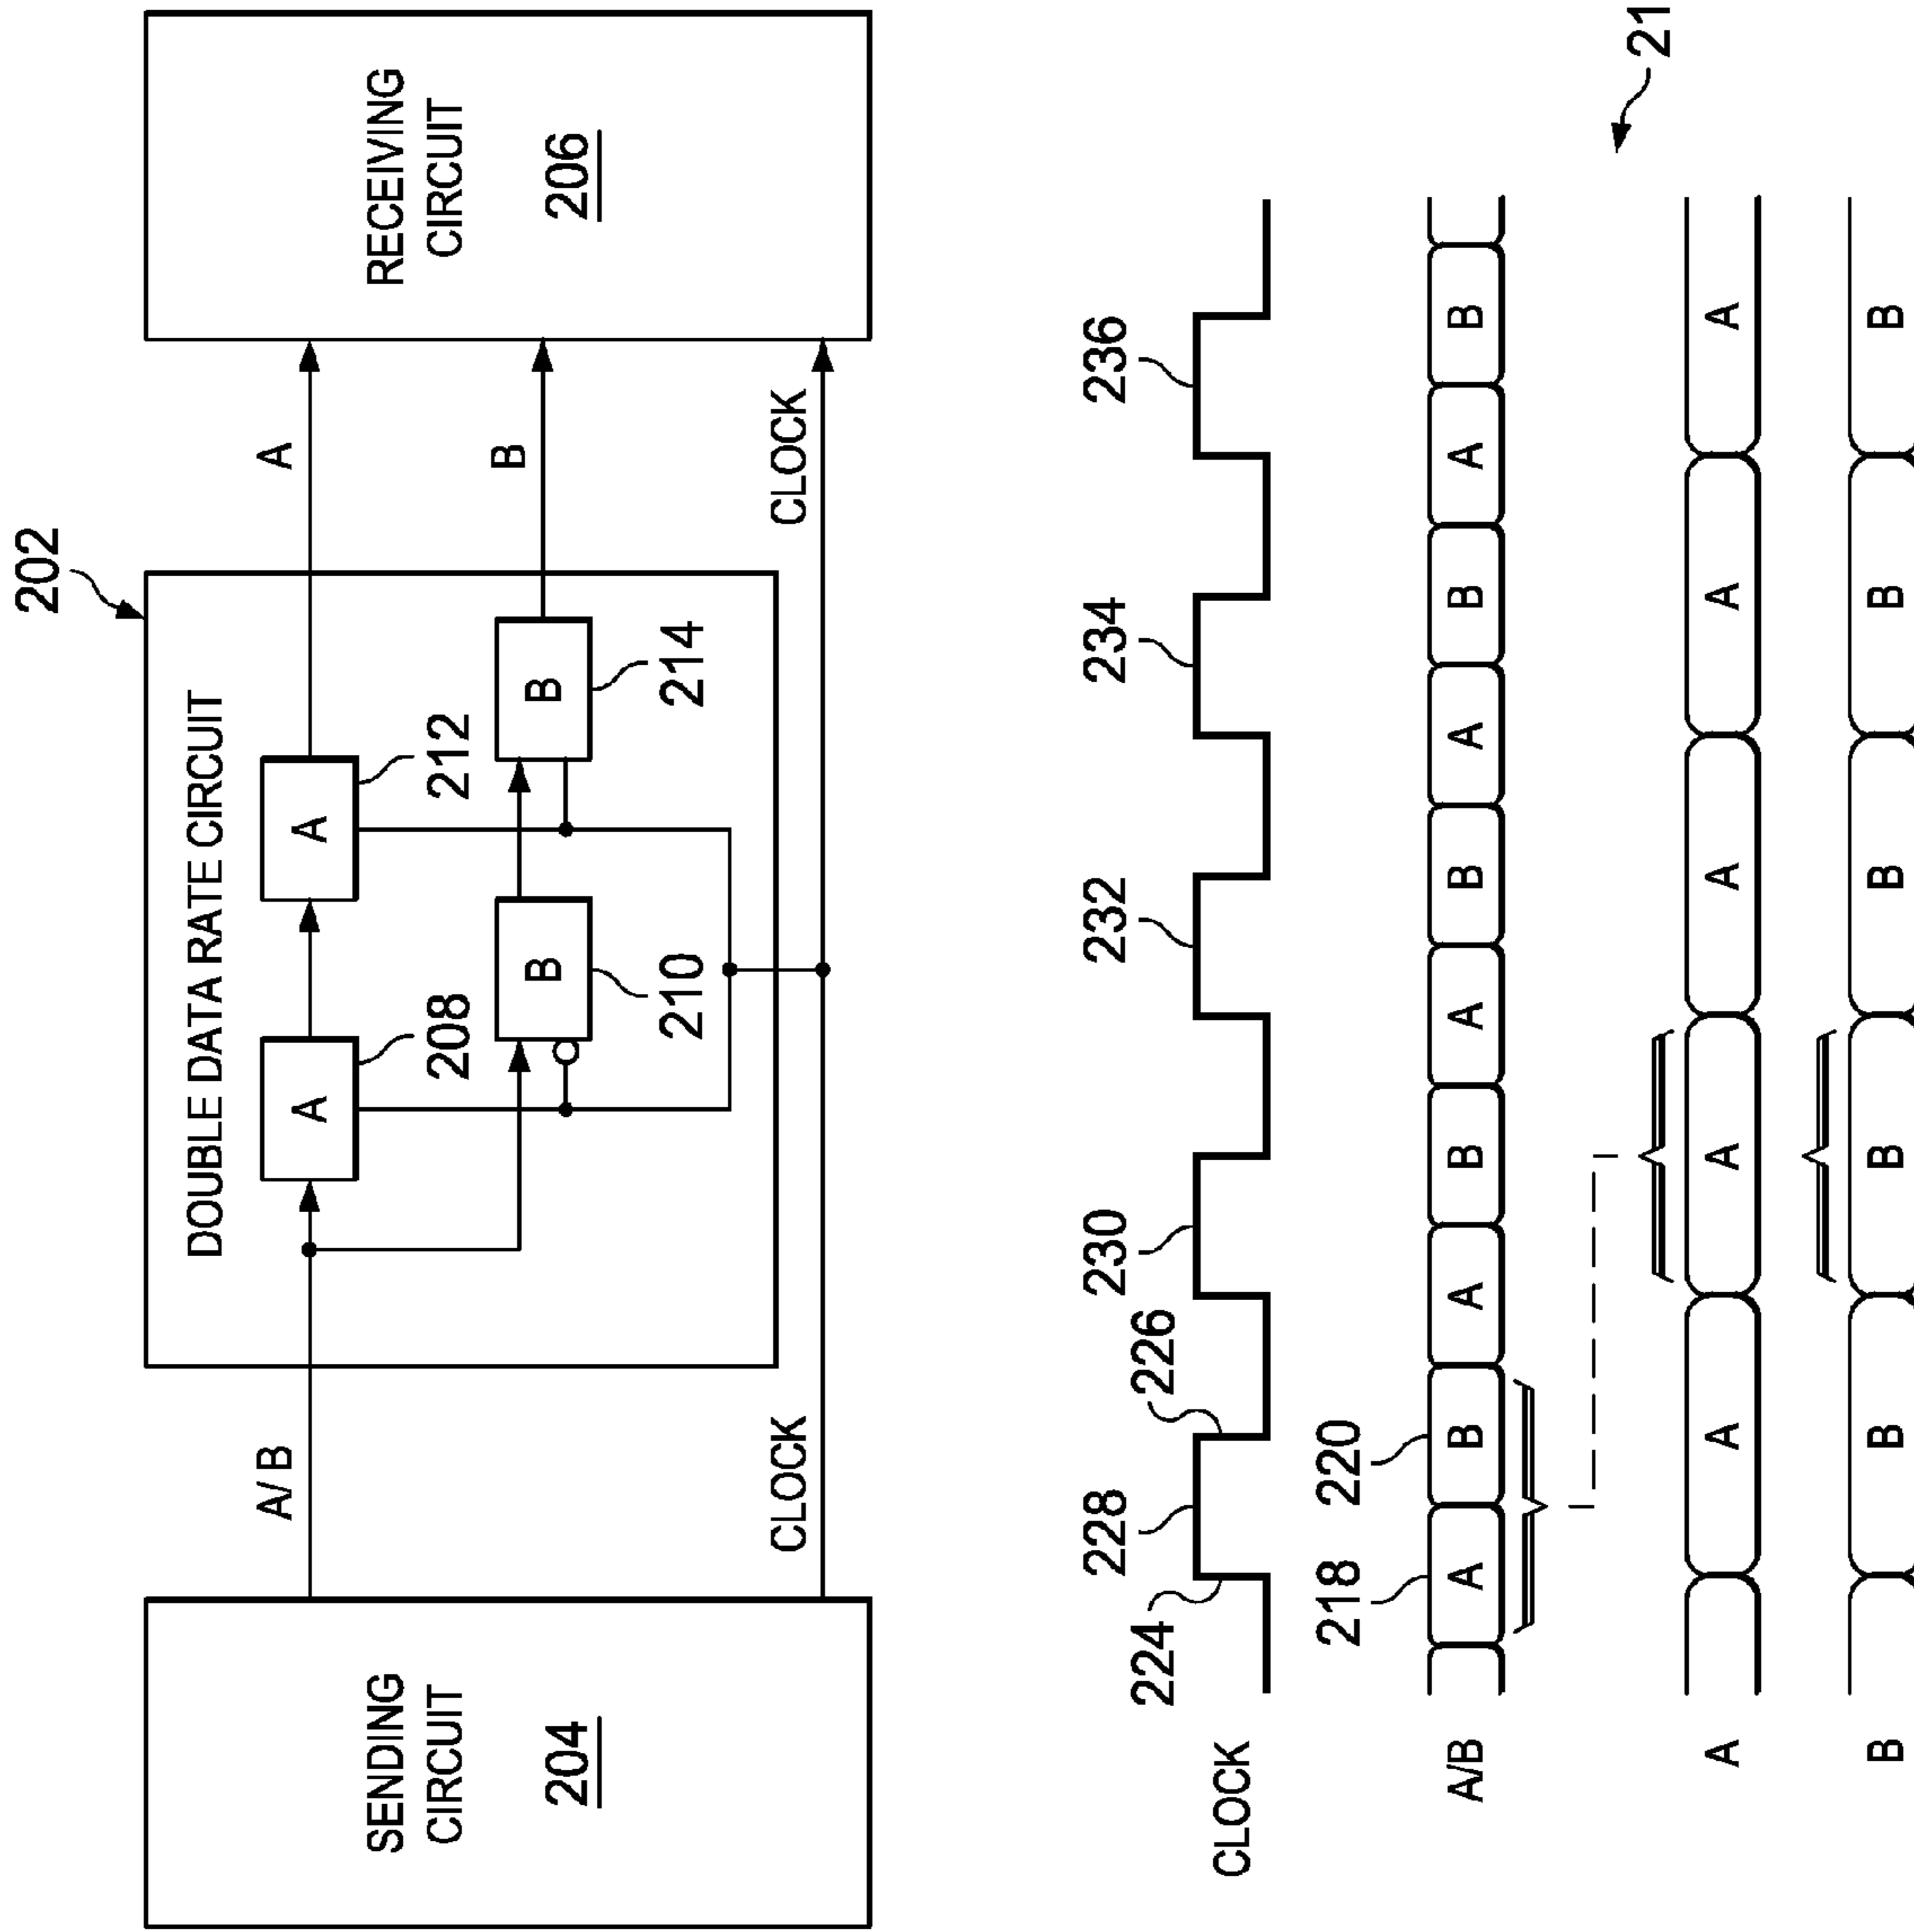 202
SENDING
CIRCUIT
204
A/B
CLOCK
DOUBLE DATA RATE CIRCUIT
A
208
A
212
B
210
B
214
A
B
CLOCK
RECEIVING
CIRCUIT
206
224
228
226
230
232
234
236
CLOCK
218
220
A/B
A
B
A
B
A
B
A
B
A
B
21
A
A
A
A
A
A
B
B
B
B
B
B